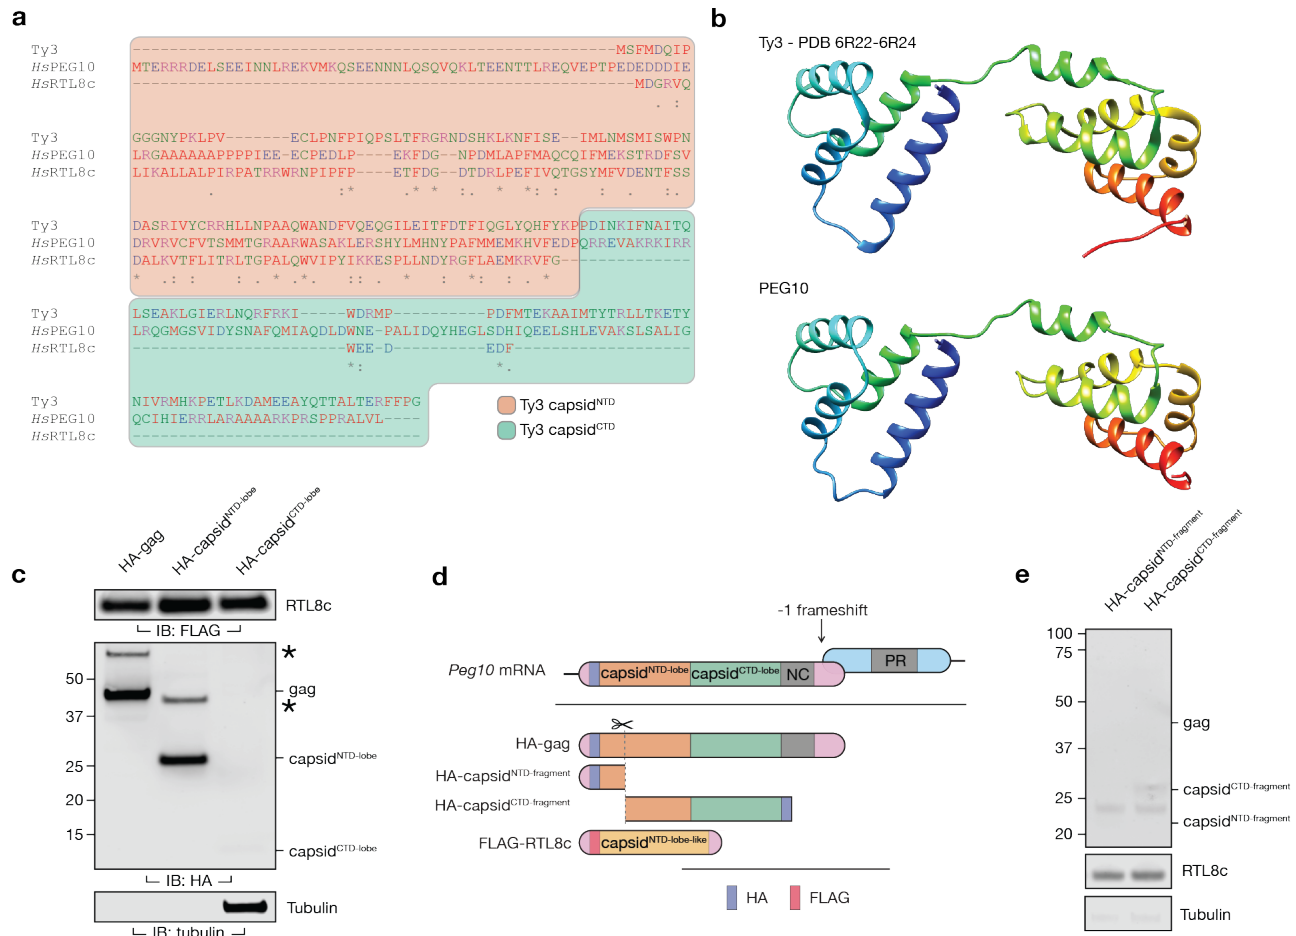 a
Ty3 -----------------------------------------------------MSFMDQIP
HsPEG10 MTERRRDELSEEINNLREKVMKQSEENNNLQSQVQKLTEENTTLREQVEPTPEDEDDDIE
HsRTL8c ------------------------------------------------------MDGRVQ
. :
Ty3 GGGNYPKLPV-------ECLPNFPIQPSLTFRGRNDSHKLKNFISE--IMLNMSMISWPN
HsPEG10 LRGAAAAAAPPPPIEE-ECPEDLP----EKFDG--NPDMLAPFMAQCQIFMEKSTRDFSV
HsRTL8c LIKALLALPIRPATRRWRNPIPFP----ETFDG--DTDRLPEFIVQTGSYMFVDENTFSS
. :* .* * . * *:: : :.
Ty3 DASRIVYCRRHLLNPAAQWANDFVQEQGILEITFDTFIQGLYQHFYKPPDINKIFNAITQ
HsPEG10 DRVRVCFVTSMMTGRAARWASAKLERSHYLMHNYPAFMMEMKHVFEDPQRREVAKRKIRR
HsRTL8c DALKVTFLITRLTGPALQWVIPYIKKESPLLNDYRGFLAEMKRVFG--------------
* .: : : . * .*. :: . * : *: : : *
Ty3 LSEAKLGIERLNQRFRKI-----WDRMP----------PDFMTEKAAIMTYTRLLTKETY
HsPEG10 LRQGMGSVIDYSNAFQMIAQDLDWNE-PALIDQYHEGLSDHIQEELSHLEVAKSLSALIG
HsRTL8c -----------------------WEE-D----------EDF-------------------
*: *.
Ty3 NIVRMHKPETLKDAMEEAYQTTALTERFFPG
HsPEG10 QCIHIERRLARAAAARKPRSPPRALVL----
HsRTL8c -------------------------------
Ty3 capsidNTD
Ty3 capsidCTD
b
Ty3 - PDB 6R22-6R24
PEG10
c
HA-gag
HA-capsidNTD-lobe
HA-capsidCTD-lobe
RTL8c
IB: FLAG
*
50
gag
*
37
capsidNTD-lobe
25
20
15
capsidCTD-lobe
IB: HA
Tubulin
IB: tubulin
d
-1 frameshift
Peg10 mRNA capsidNTD-lobe capsidCTD-lobe NC PR
HA-gag
HA-capsidNTD-fragment
HA-capsidCTD-fragment
FLAG-RTL8c capsidNTD-lobe-like
HA FLAG
e
HA-capsidNTD-fragment
HA-capsidCTD-fragment
100
75
50
gag
37
capsidCTD-fragment
25
capsidNTD-fragment
20
RTL8c
Tubulin